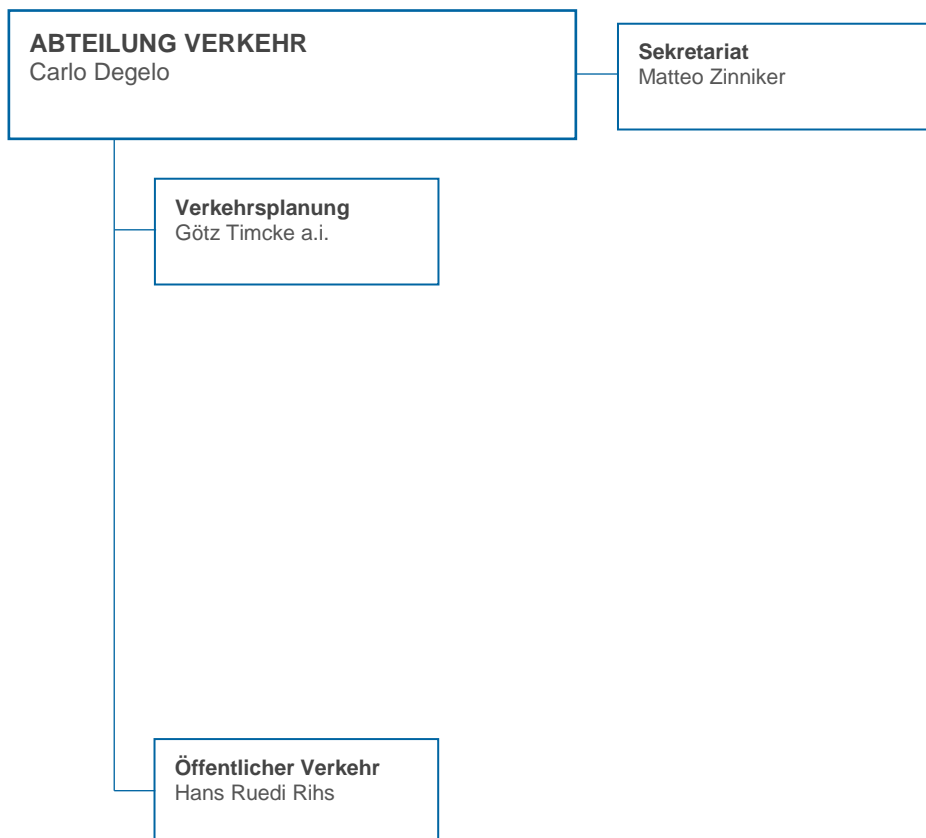 ABTEILUNG VERKEHR
Carlo Degelo
Sekretariat
Matteo Zinniker
Verkehrsplanung
Götz Timcke a.i.
Öffentlicher Verkehr
Hans Ruedi Rihs